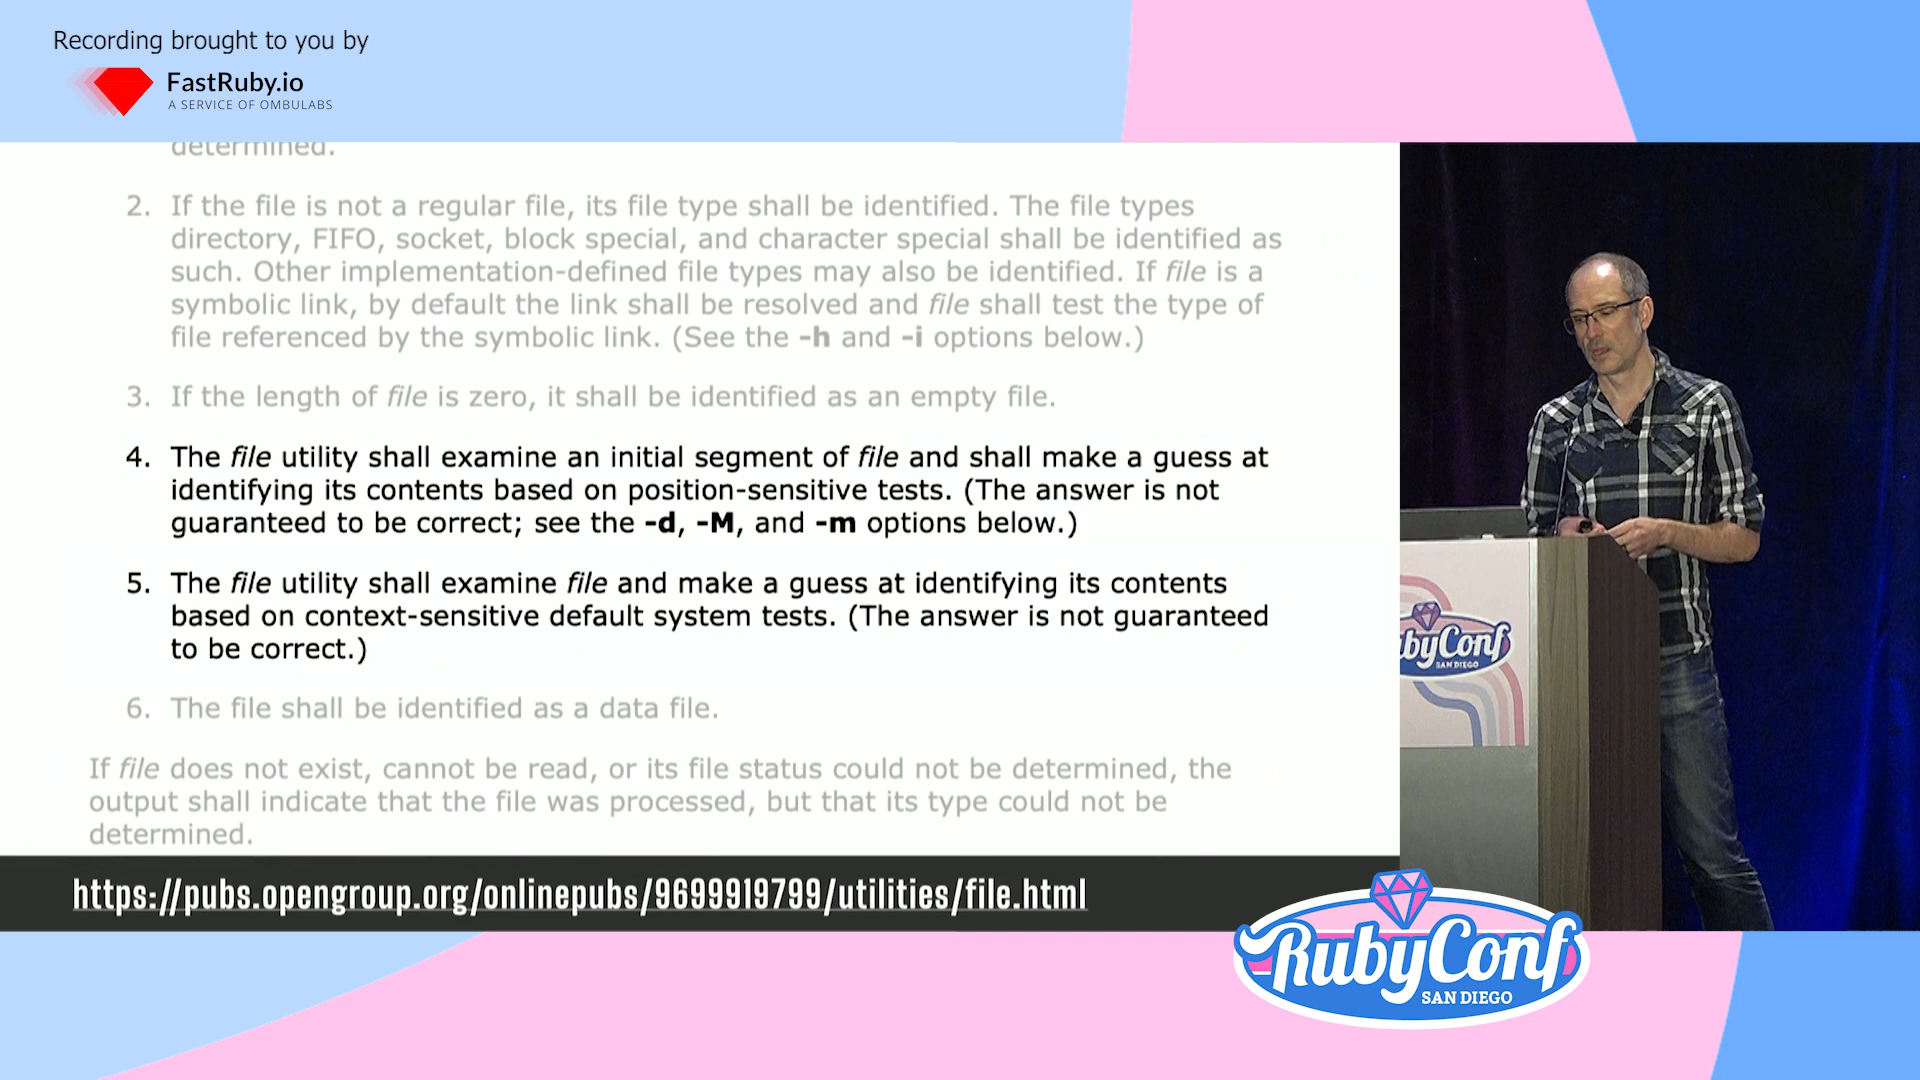 Recording brought to you by
FastRuby.io
A SERVICE OF OMBULABS
determined.
2. If the file is not a regular file, its file type shall be identified. The file types
directory, FIFO, socket, block special, and character special shall be identified as
such. Other implementation-defined file types may also be identified. If file is a
symbolic link, by default the link shall be resolved and file shall test the type of
file referenced by the symbolic link. (See the -h and -i options below.)
3. If the length of file is zero, it shall be identified as an empty file.
4. The file utility shall examine an initial segment of file and shall make a guess at
identifying its contents based on position-sensitive tests. (The answer is not
guaranteed to be correct; see the -d, -M, and -m options below.)
5. The file utility shall examine file and make a guess at identifying its contents
based on context-sensitive default system tests. (The answer is not guaranteed
to be correct.)
6. The file shall be identified as a data file.
If file does not exist, cannot be read, or its file status could not be determined, the
output shall indicate that the file was processed, but that its type could not be
determined.
https://pubs.opengroup.org/onlinepubs/9699919799/utilities/file.html
byConf
SAN DIEGO
RubyConf
SAN DIEGO